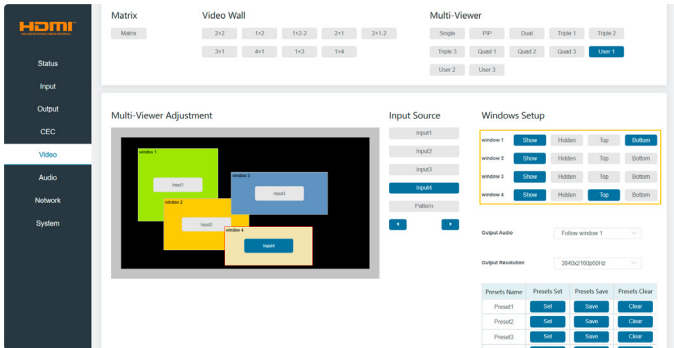 HDMI
Matrix
Video Wall
Multi-Viewer
Matrix
2×2
1×2
1×2-2
2×1
2×1-2
Single
PIP
Dual
Triple 1
Triple 2
3×1
4×1
1×3
1×4
Triple 3
Quad 1
Quad 2
Quad 3
User 1
User 2
User 3
Status
Input
Output
CEC
Video
Audio
Network
System
Multi-Viewer Adjustment
window 1
Input1
window 3
window 2
window 4
Input4
Input Source
Input1
Input2
Input3
Input4
Pattern
Windows Setup
window 1 Show Hidden Top Bottom
window 2 Show Hidden Top Bottom
window 3 Show Hidden Top Bottom
window 4 Show Hidden Top Bottom
Output Audio Follow window 1
Output Resolution 3840x2160p60Hz
Presets Name Presets Set Presets Save Presets Clear
Preset1 Set Save Clear
Preset2 Set Save Clear
Preset3 Set Save Clear